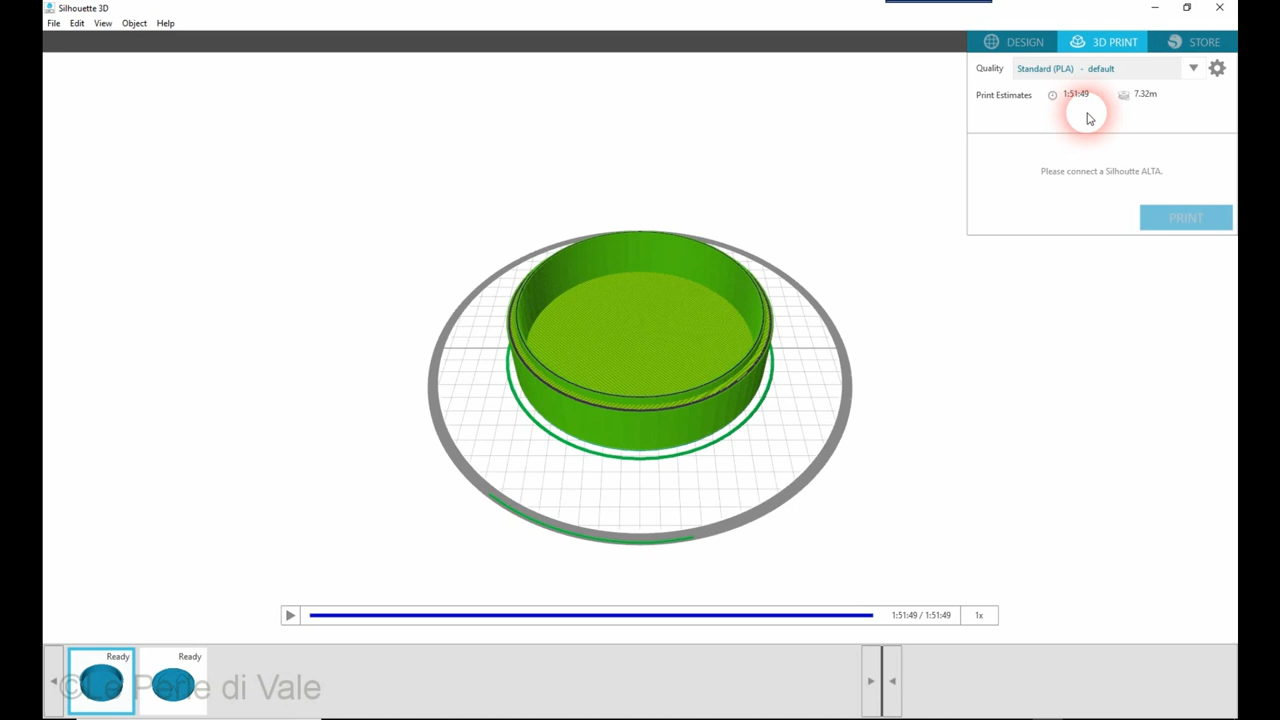 Silhouette 3D
File Edit View Object Help
DESIGN 3D PRINT STORE
Quality Standard (PLA) - default
Print Estimates 1:51:49 7.32m
Please connect a Silhoutte ALTA.
PRINT
1:51:49 / 1:51:49 1x
Ready Ready
©Le Perle di Vale